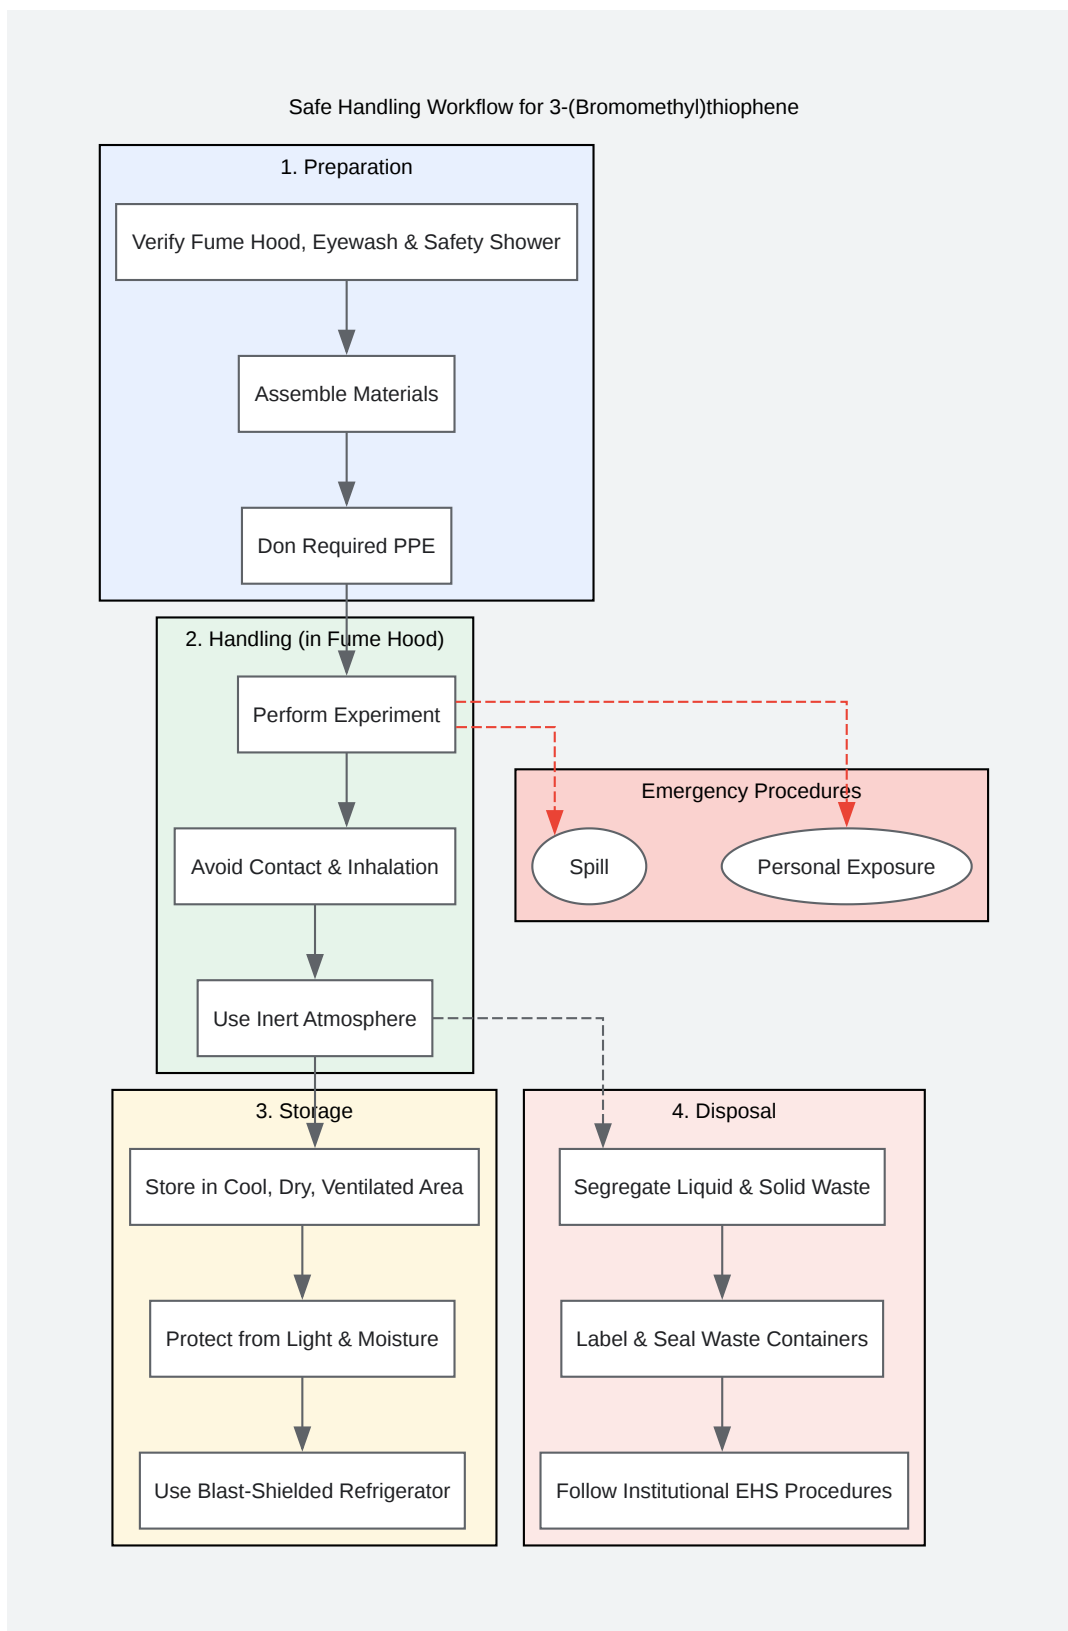 Safe Handling Workflow for 3-(Bromomethyl)thiophene
1. Preparation
Verify Fume Hood, Eyewash & Safety Shower
Assemble Materials
Don Required PPE
2. Handling (in Fume Hood)
Perform Experiment
Avoid Contact & Inhalation
Use Inert Atmosphere
Emergency Procedures
Spill
Personal Exposure
3. Storage
Store in Cool, Dry, Ventilated Area
Protect from Light & Moisture
Use Blast-Shielded Refrigerator
4. Disposal
Segregate Liquid & Solid Waste
Label & Seal Waste Containers
Follow Institutional EHS Procedures